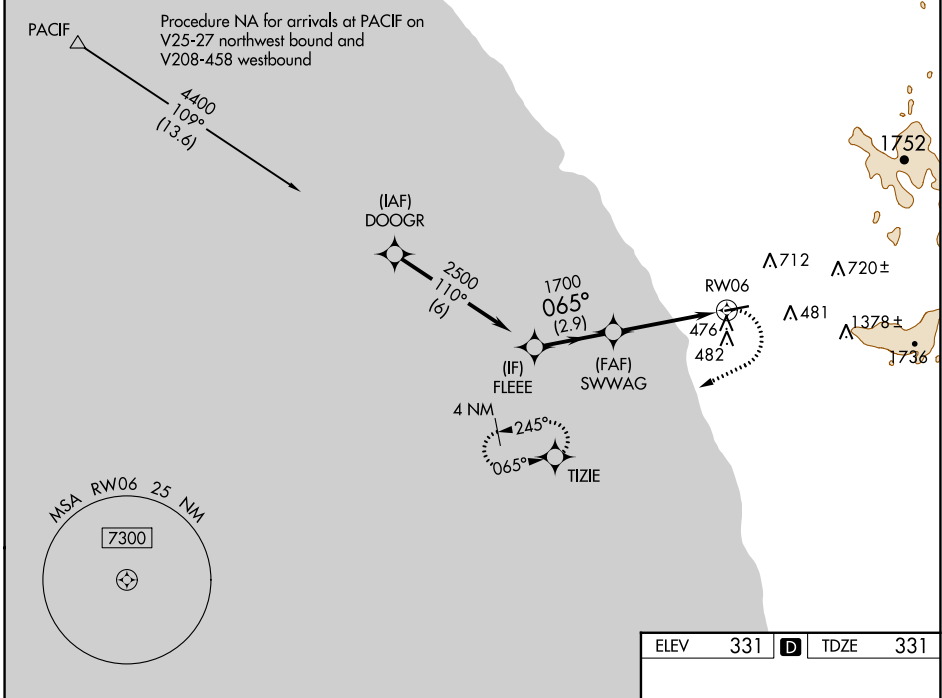 PACIF
Procedure NA for arrivals at PACIF on
V25-27 northwest bound and
V208-458 westbound
4400
109°
(13.6)
1752
(IAF)
DOOGR
2500
110°
(6)
1700
065°
(2.9)
RW06
712
720±
481
1378±
1736
476
482
(IF)
FLEEE
(FAF)
SWWAG
4 NM
245°
065°
TIZIE
MSA RW06 25 NM
7300
ELEV 331 D TDZE 331